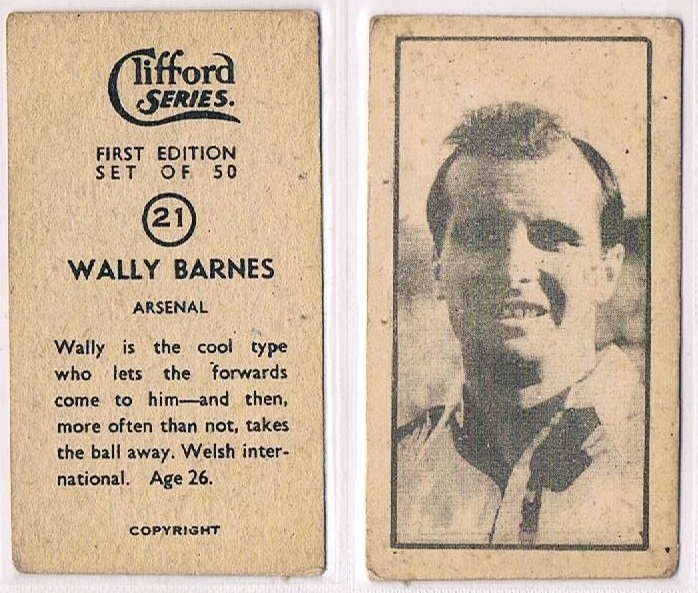 Clifford
SERIES.
FIRST EDITION
SET OF 50
21
WALLY BARNES
ARSENAL
Wally is the cool type
who lets the forwards
come to him—and then,
more often than not, takes
the ball away. Welsh inter-
national. Age 26.
COPYRIGHT